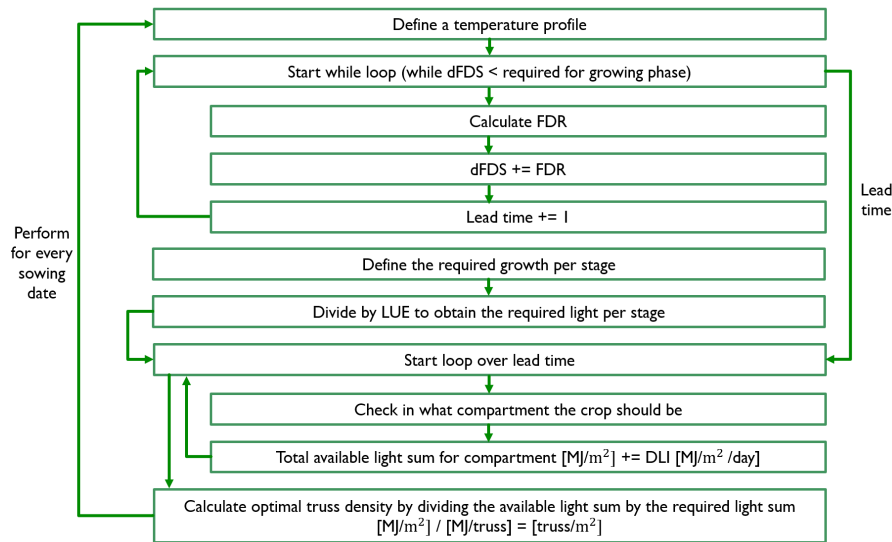 Define a temperature profile
Start while loop (while dFDS < required for growing phase)
Calculate FDR
dFDS += FDR
Lead time += 1
Lead
time
Perform
for every
sowing
date
Define the required growth per stage
Divide by LUE to obtain the required light per stage
Start loop over lead time
Check in what compartment the crop should be
Total available light sum for compartment [MJ/m²] += DLI [MJ/m² /day]
Calculate optimal truss density by dividing the available light sum by the required light sum
[MJ/m²] / [MJ/truss] = [truss/m²]